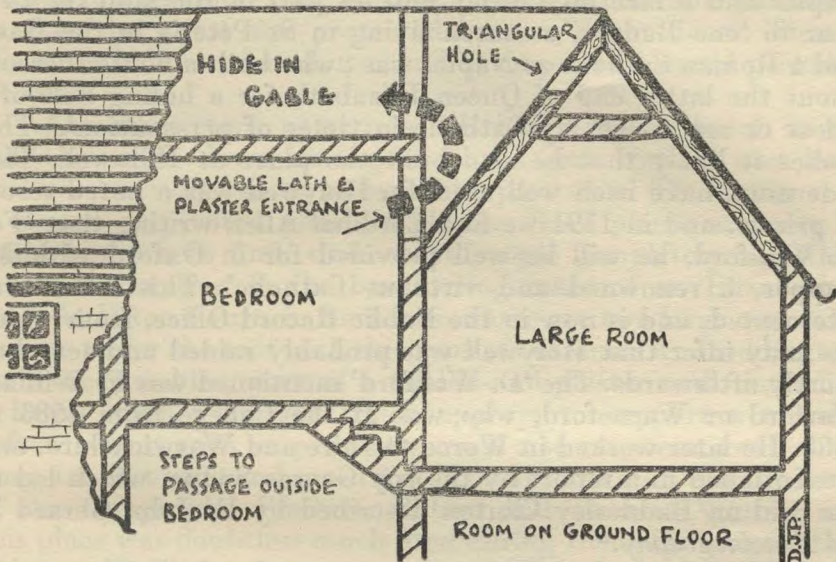 TRIANGULAR
HOLE
HIDE IN
GABLE
MOVABLE LATH &
PLASTER ENTRANCE
BEDROOM
LARGE ROOM
STEPS TO
PASSAGE OUTSIDE
BEDROOM
ROOM ON GROUND FLOOR
D.J.P.